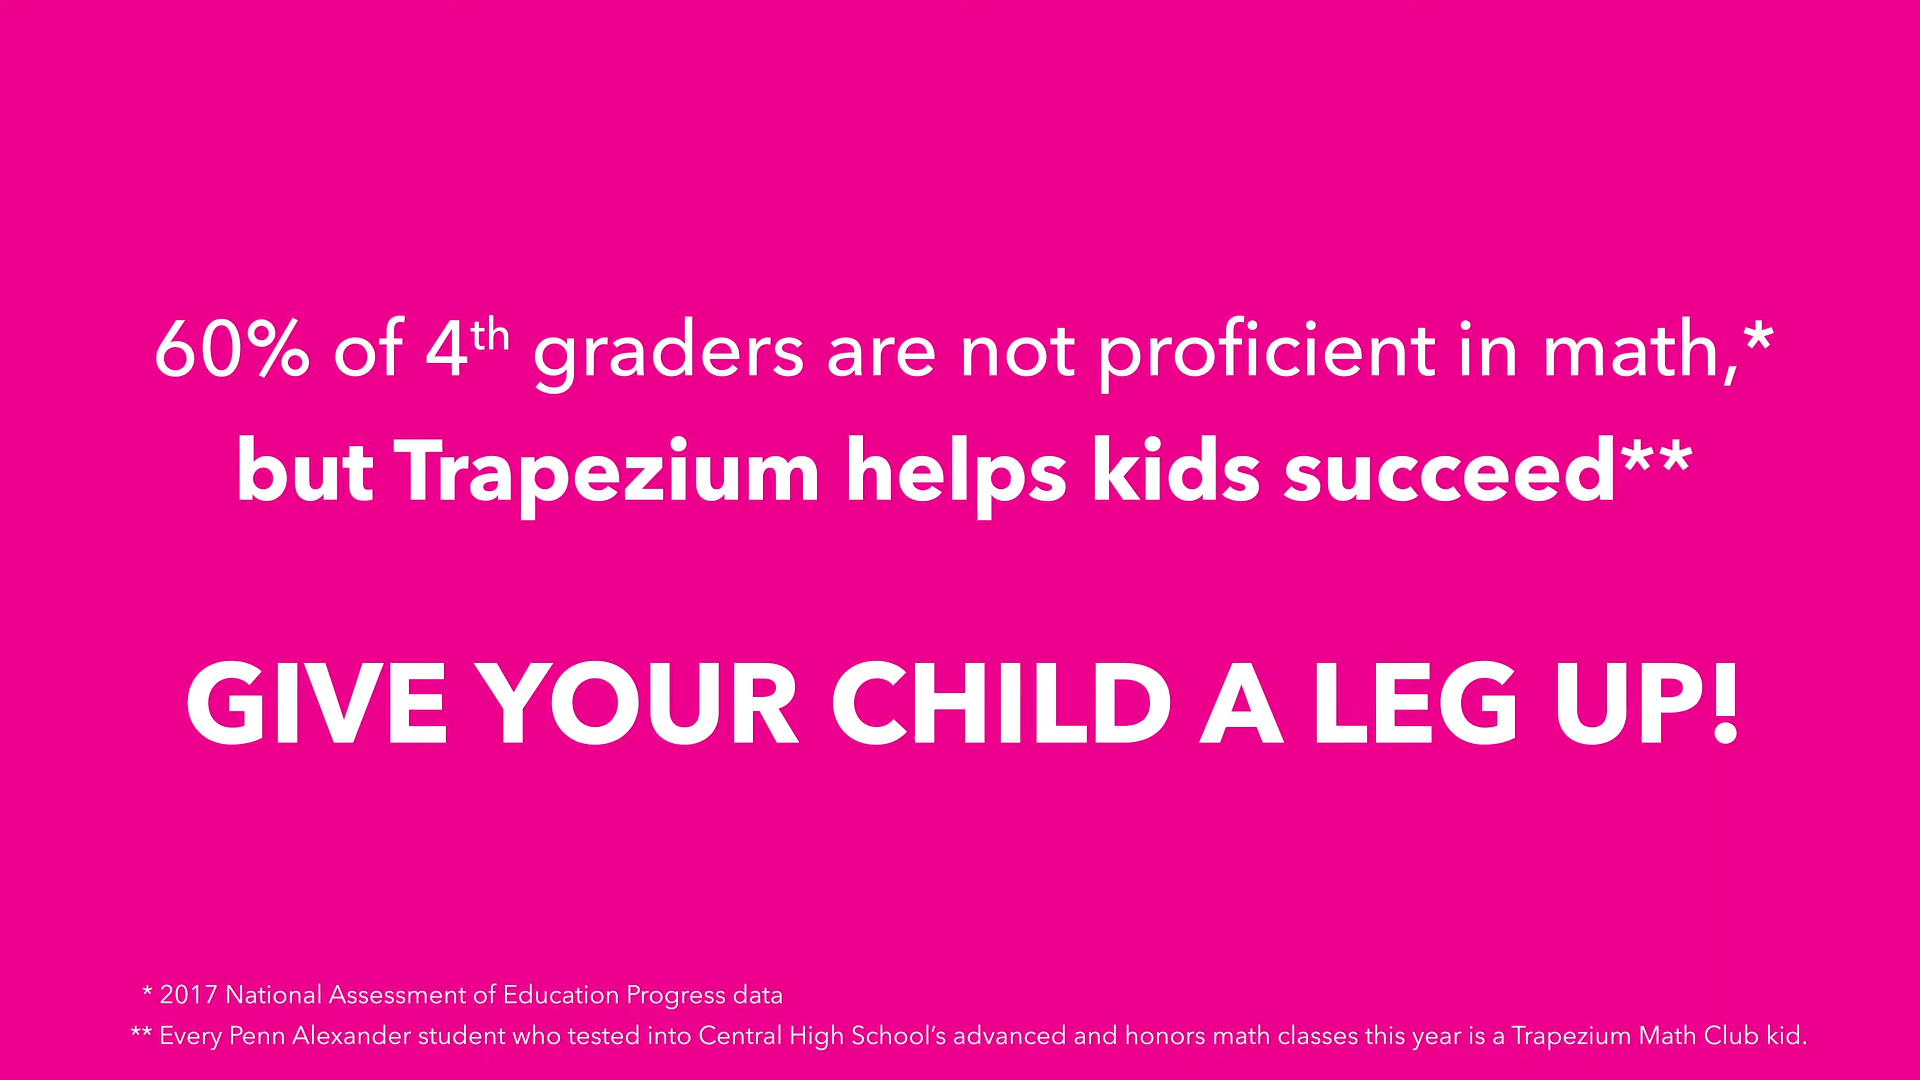 60% of 4th graders are not proficient in math,*
but Trapezium helps kids succeed**
GIVE YOUR CHILD A LEG UP!
* 2017 National Assessment of Education Progress data
** Every Penn Alexander student who tested into Central High School’s advanced and honors math classes this year is a Trapezium Math Club kid.